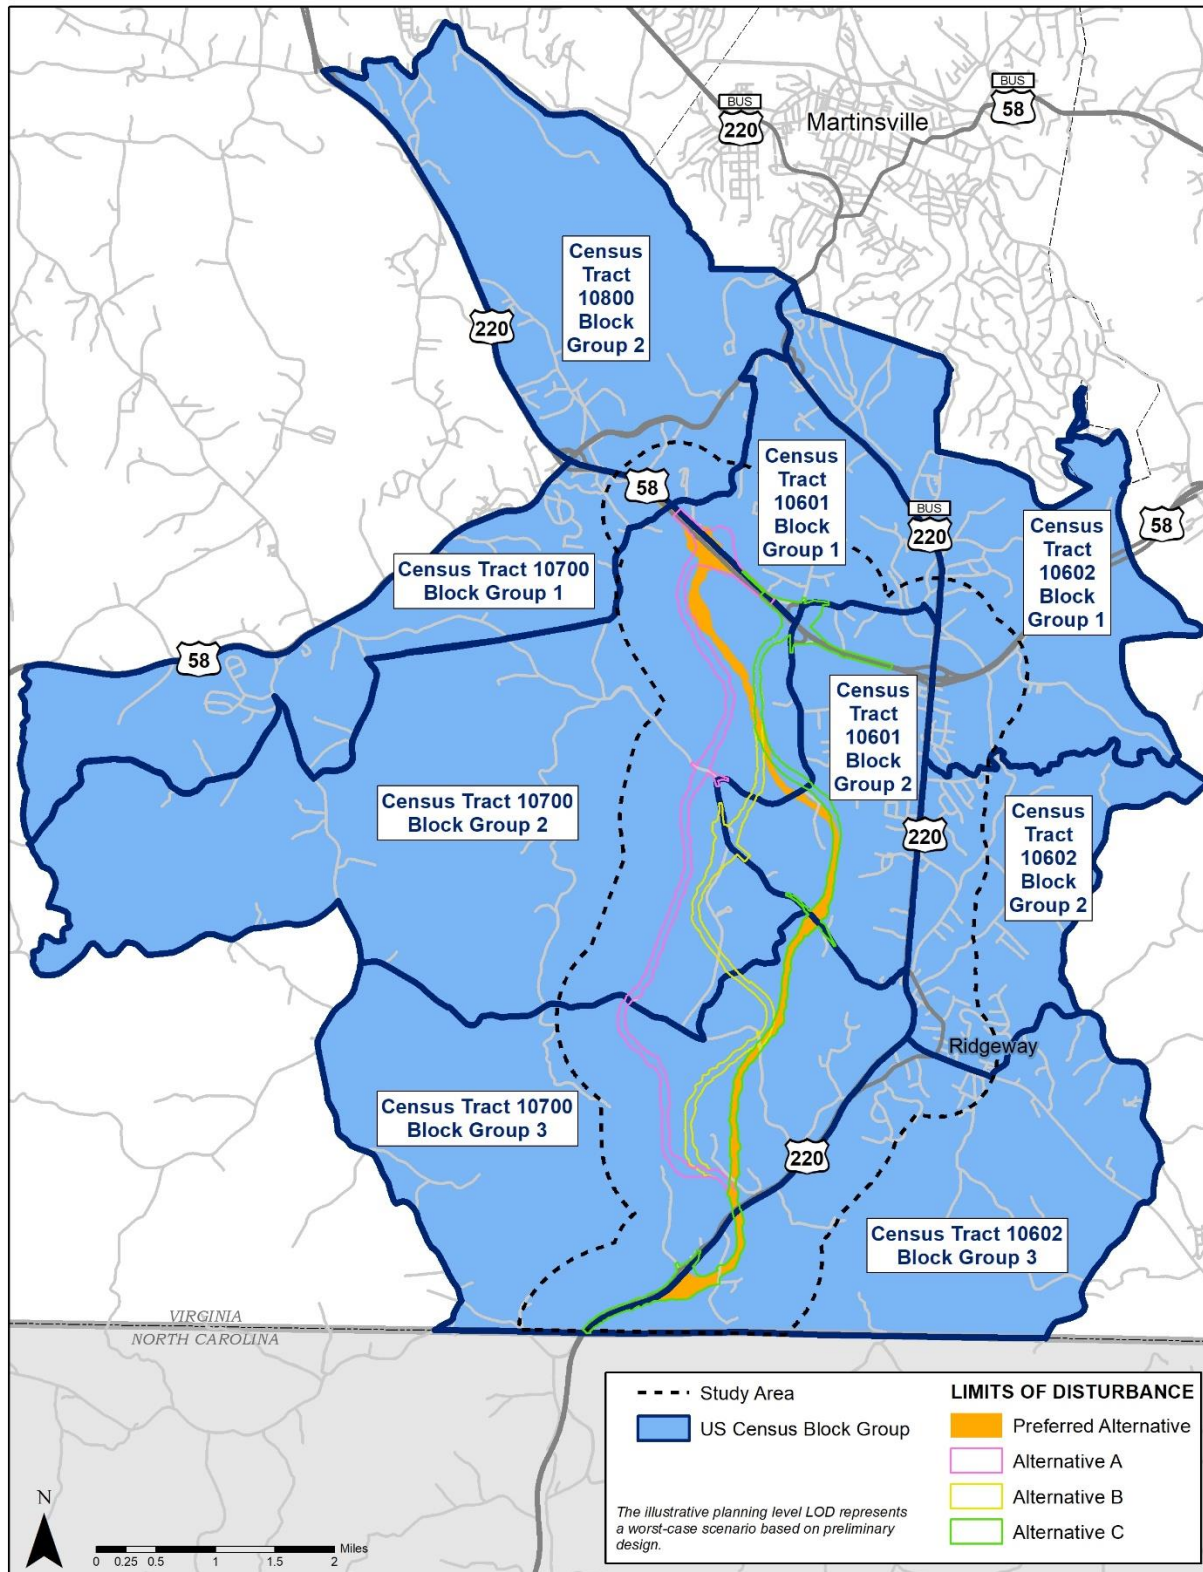 BUS
220
Martinsville
BUS
58
Census
Tract
10800
Block
Group 2
220
58
Census
Tract
10601
Block
Group 1
BUS
220
Census
Tract
10602
Block
Group 1
58
Census Tract 10700
Block Group 1
58
Census
Tract
10601
Block
Group 2
Census Tract 10700
Block Group 2
220
Census
Tract
10602
Block
Group 2
Ridgeway
Census Tract 10700
Block Group 3
220
Census Tract 10602
Block Group 3
VIRGINIA
NORTH CAROLINA
Study Area
US Census Block Group
The illustrative planning level LOD represents
a worst-case scenario based on preliminary
design.
LIMITS OF DISTURBANCE
Preferred Alternative
Alternative A
Alternative B
Alternative C
N
Miles
0 0.25 0.5 1 1.5 2